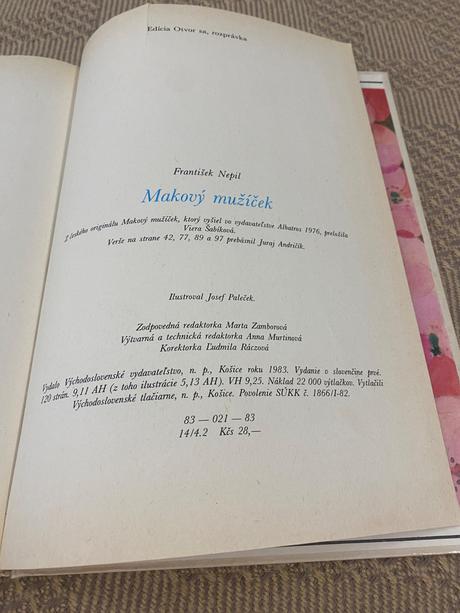 Edícia Otvor sa, rozprávka
František Nepil
Makový mužíček
Z českého originálu Makový mužíček, ktorý vyšiel vo vydavateľstve Albatros 1976, preložila
Viera Šabíková.
Verše na strane 42, 77, 89 a 97 prebásnil Juraj Andričík.
Ilustroval Josef Paleček.
Zodpovedná redaktorka Marta Zamborová
Výtvarná a technická redaktorka Anna Murtinová
Korektorka Ľudmila Ráczová
Vydalo Východoslovenské vydavateľstvo, n. p., Košice roku 1983. Vydanie v slovenčine prvé.
120 strán. 9,11 AH (z toho ilustrácie 5,13 AH). VH 9,25. Náklad 22 000 výtlačkov. Vytlačili
Východoslovenské tlačiarne, n. p., Košice. Povolenie SÚKK č. 1866/I-82.
83 — 021 — 83
14/4.2 Kčs 28,—